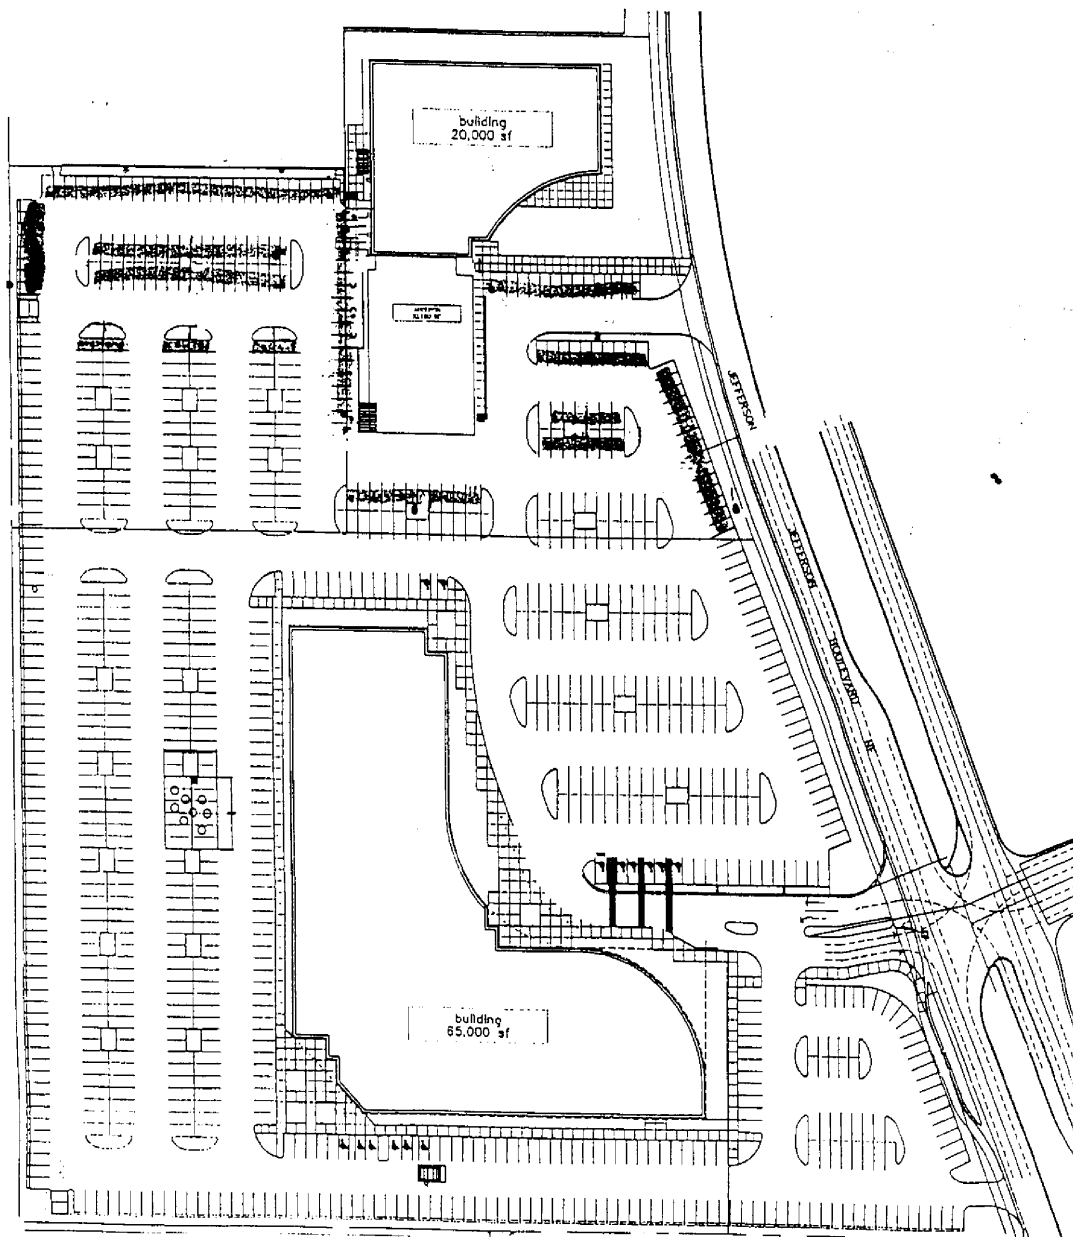 building
20,000 sf
JEFFERSON
JEFFERSON
BOULEVARD
NE
building
65,000 sf